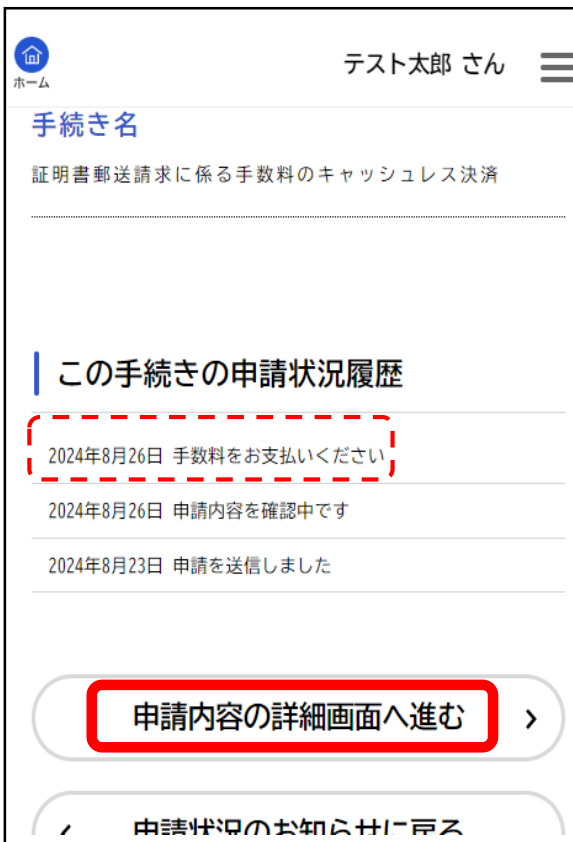 テスト太郎 さん
ホーム
手続き名
証明書郵送請求に係る手数料のキャッシュレス決済
この手続きの申請状況履歴
2024年8月26日 手数料をお支払いください
2024年8月26日 申請内容を確認中です
2024年8月23日 申請を送信しました
申請内容の詳細画面へ進む
申請状況のお知らせに戻る